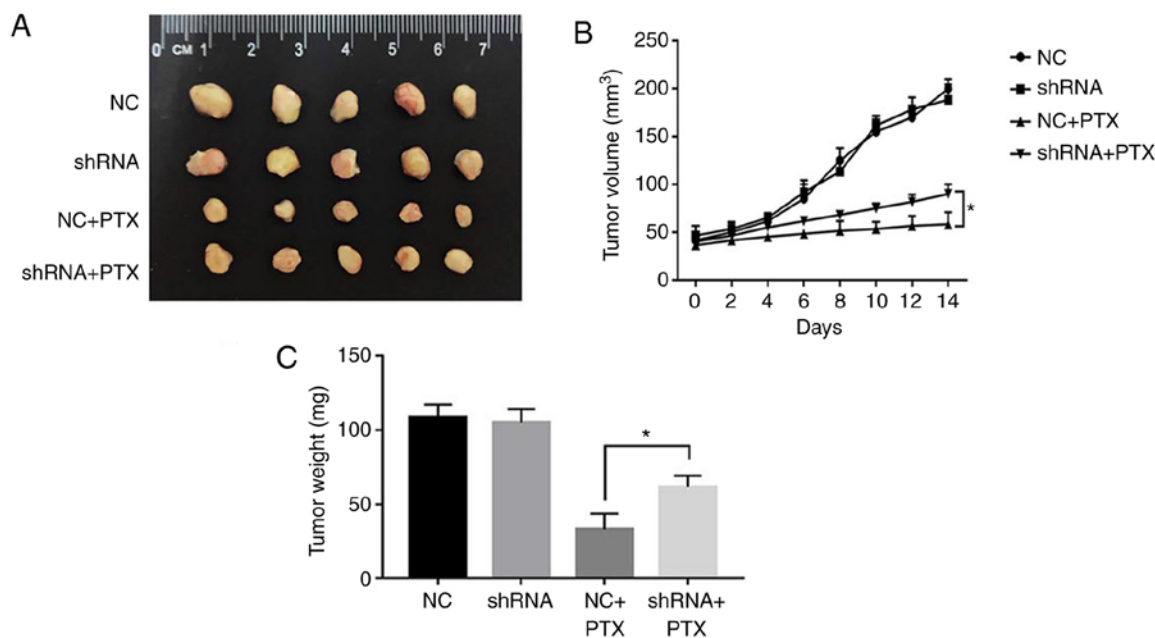 A
0 CM 1 2 3 4 5 6 7
NC
shRNA
NC+PTX
shRNA+PTX
B
Tumor volume (mm³)
250
200
150
100
50
0
0 2 4 6 8 10 12 14
Days
NC
shRNA
NC+PTX
shRNA+PTX
*
C
Tumor weight (mg)
150
100
50
0
*
NC shRNA NC+ shRNA+
PTX PTX